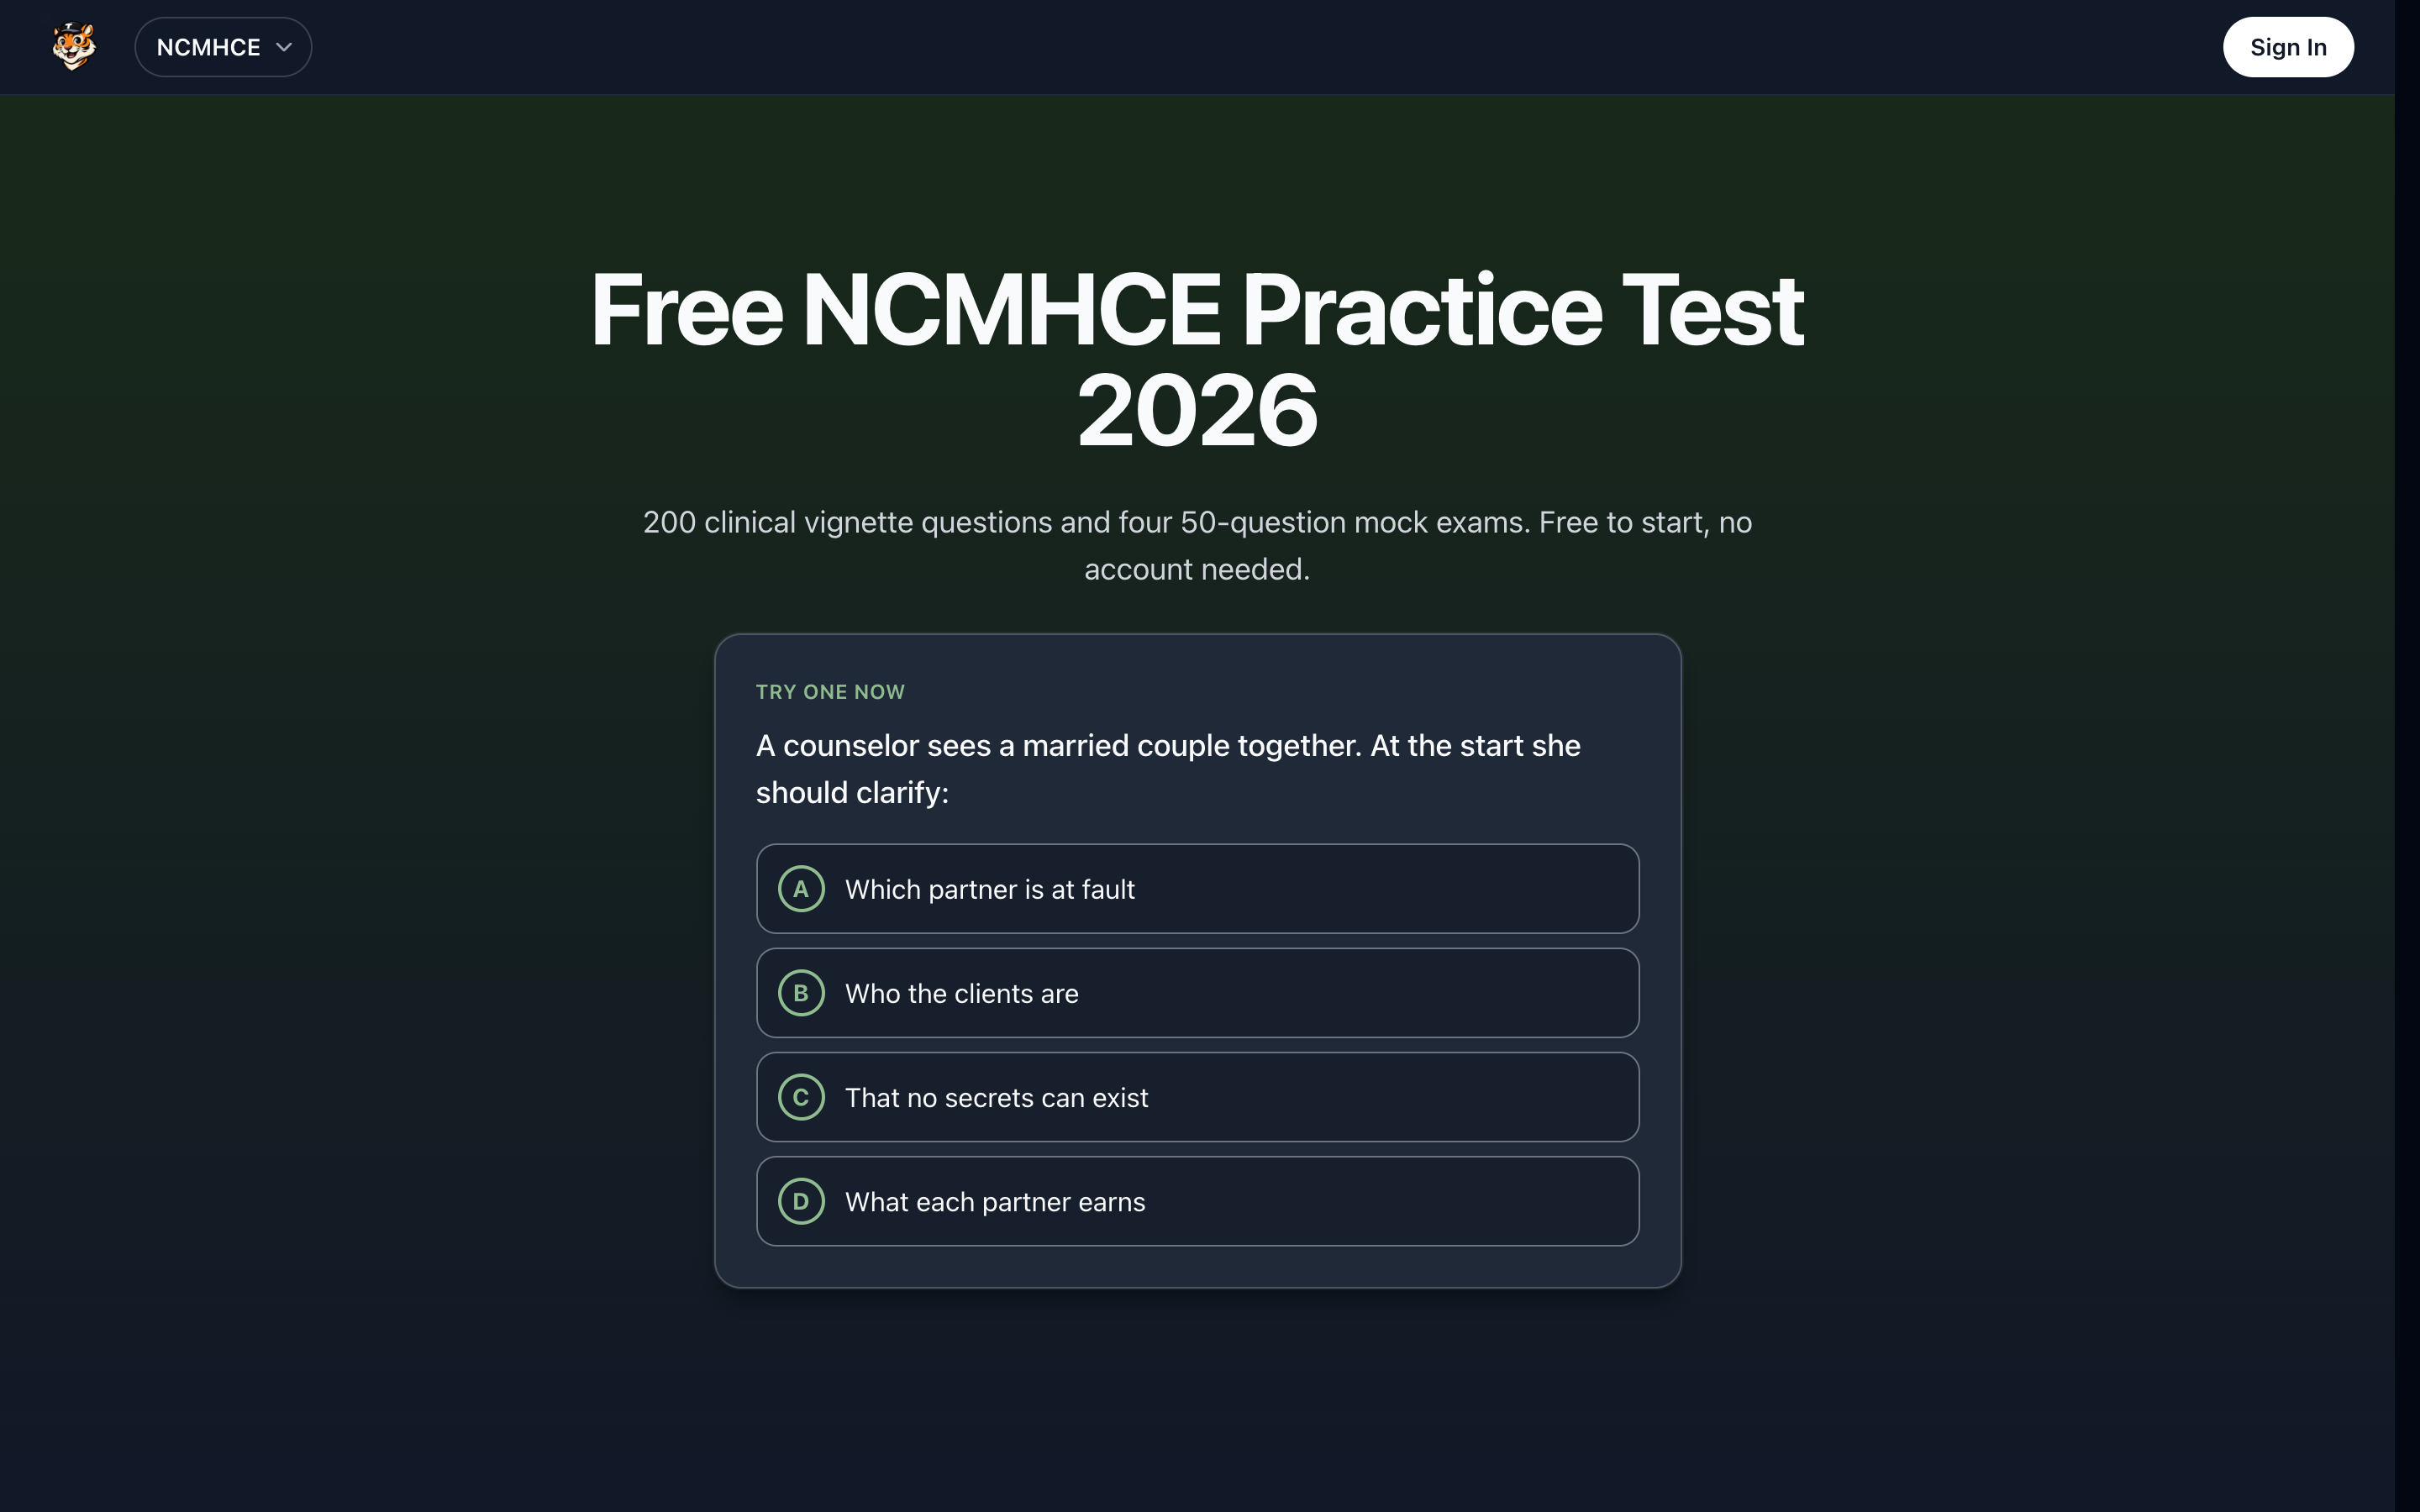 NCMHCE
Sign In
Free NCMHCE Practice Test
2026
200 clinical vignette questions and four 50-question mock exams. Free to start, no
account needed.
TRY ONE NOW
A counselor sees a married couple together. At the start she
should clarify:
A Which partner is at fault
B Who the clients are
C That no secrets can exist
D What each partner earns